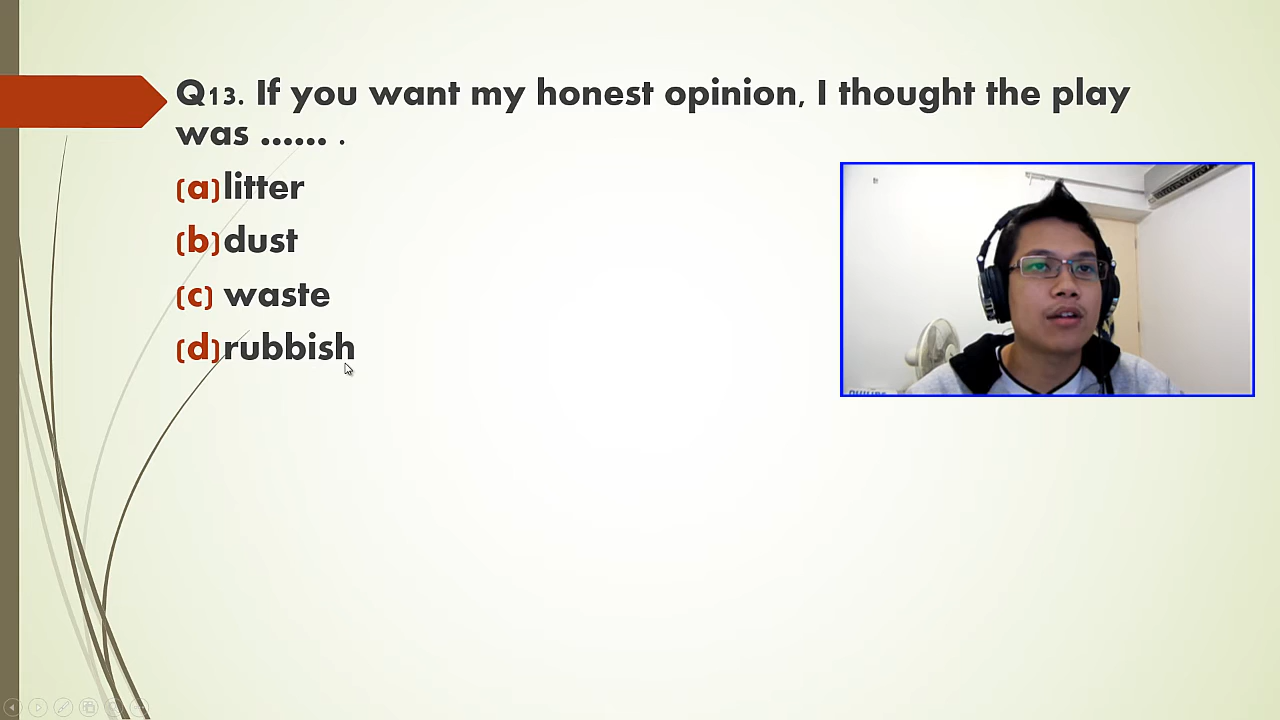 Q13. If you want my honest opinion, I thought the play
was ...... .
(a)litter
(b)dust
(c) waste
(d)rubbish